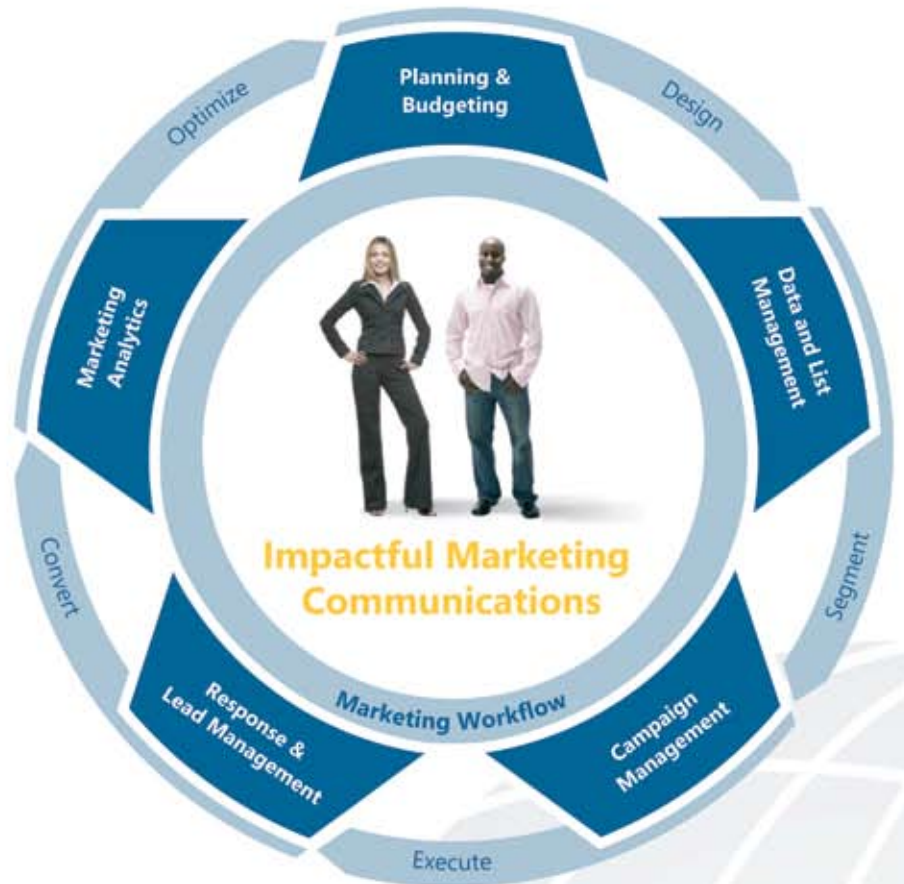 Planning &
Budgeting
Design
Data and List
Management
Segment
Campaign
Management
Execute
Response &
Lead Management
Convert
Marketing
Analytics
Optimize
Impactful Marketing
Communications
Marketing Workflow